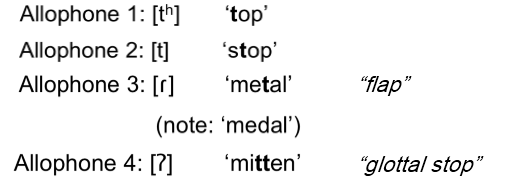 Allophone 1: [tʰ] ‘top’
Allophone 2: [t] ‘stop’
Allophone 3: [ɾ] ‘metal’ “flap”
(note: ‘medal’)
Allophone 4: [ʔ] ‘mitten’ “glottal stop”